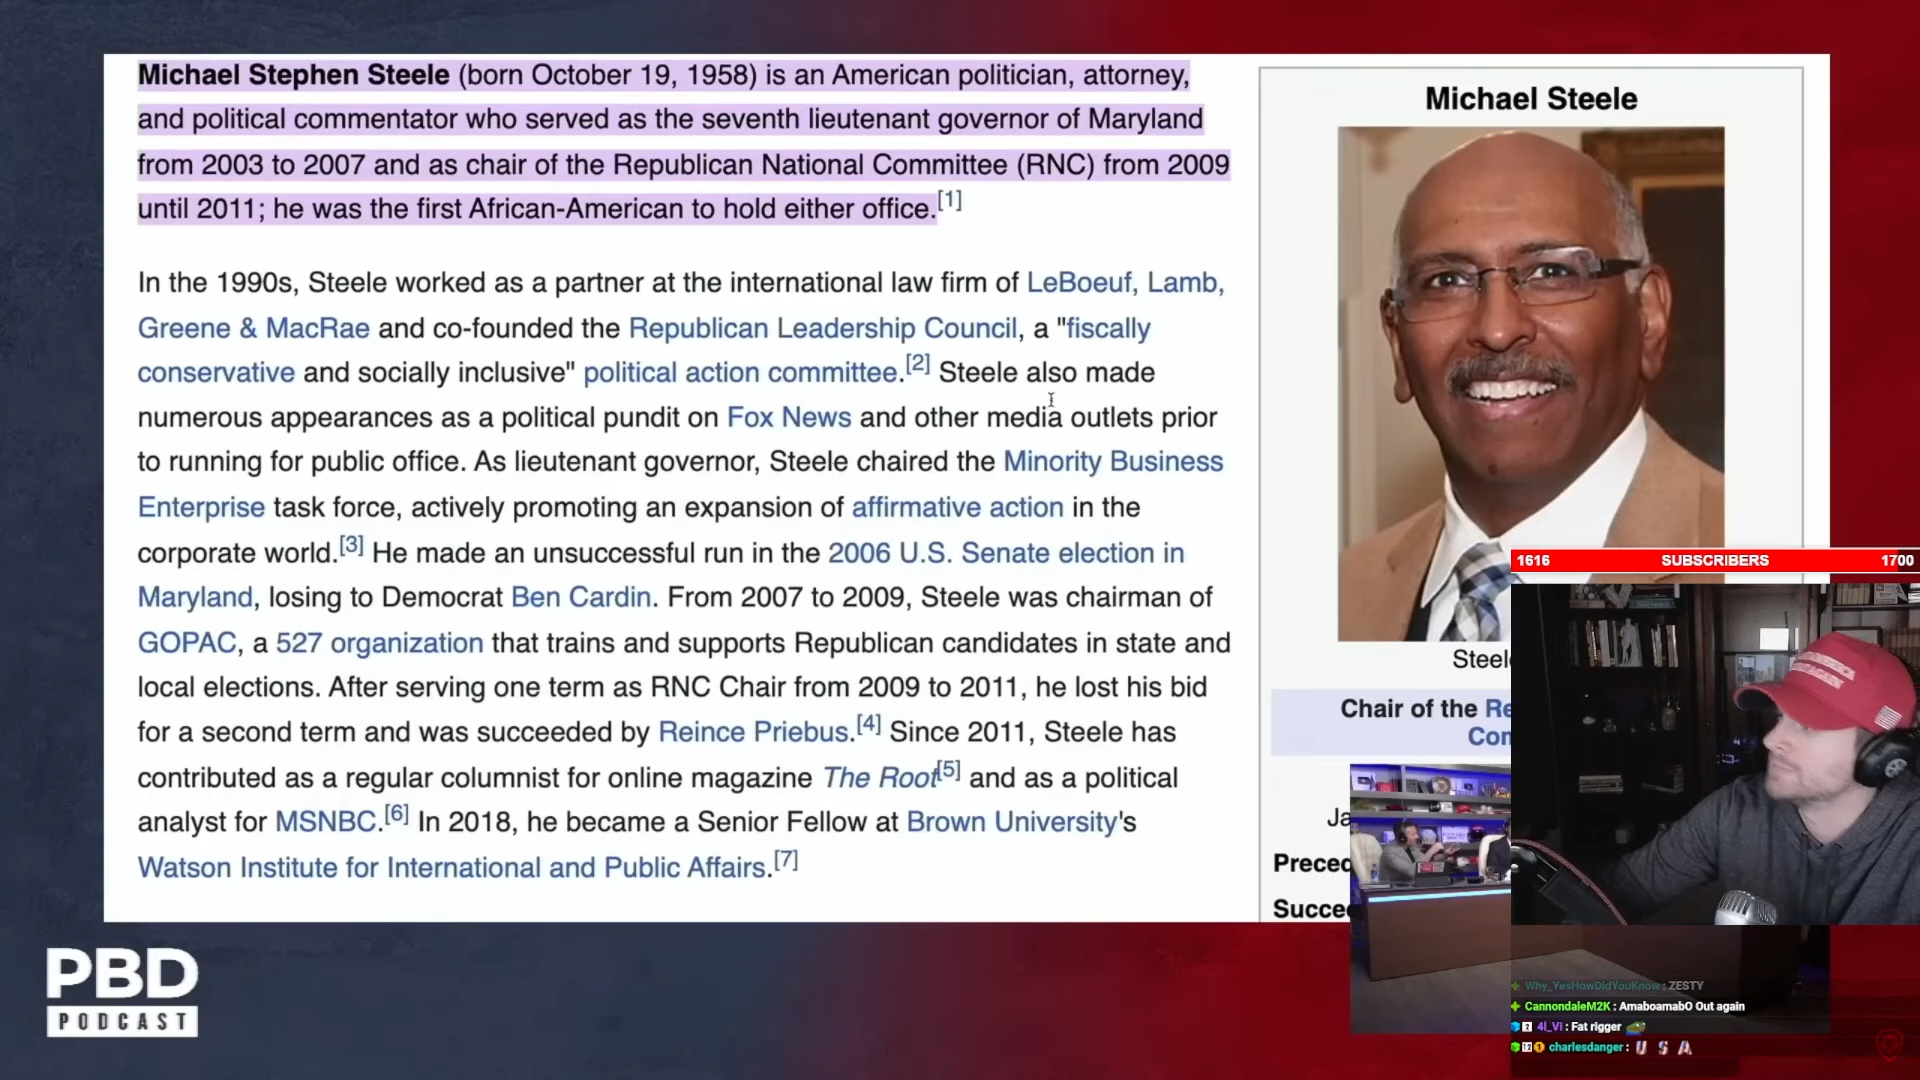 Michael Stephen Steele (born October 19, 1958) is an American politician, attorney,
and political commentator who served as the seventh lieutenant governor of Maryland
from 2003 to 2007 and as chair of the Republican National Committee (RNC) from 2009
until 2011; he was the first African-American to hold either office.[1]
In the 1990s, Steele worked as a partner at the international law firm of LeBoeuf, Lamb,
Greene & MacRae and co-founded the Republican Leadership Council, a "fiscally
conservative and socially inclusive" political action committee.[2] Steele also made
numerous appearances as a political pundit on Fox News and other media outlets prior
to running for public office. As lieutenant governor, Steele chaired the Minority Business
Enterprise task force, actively promoting an expansion of affirmative action in the
corporate world.[3] He made an unsuccessful run in the 2006 U.S. Senate election in
Maryland, losing to Democrat Ben Cardin. From 2007 to 2009, Steele was chairman of
GOPAC, a 527 organization that trains and supports Republican candidates in state and
local elections. After serving one term as RNC Chair from 2009 to 2011, he lost his bid
for a second term and was succeeded by Reince Priebus.[4] Since 2011, Steele has
contributed as a regular columnist for online magazine The Root[5] and as a political
analyst for MSNBC.[6] In 2018, he became a Senior Fellow at Brown University's
Watson Institute for International and Public Affairs.[7]
Michael Steele
1616 SUBSCRIBERS 1700
Steel
Chair of the Re
Con
Ja
Preced
Succe
PBD
PODCAST
Why_YesHowDidYouKnow : ZESTY
CannondaleM2K : AmaboamabO Out again
4l_Vi : Fat rigger
charlesdanger : U S A